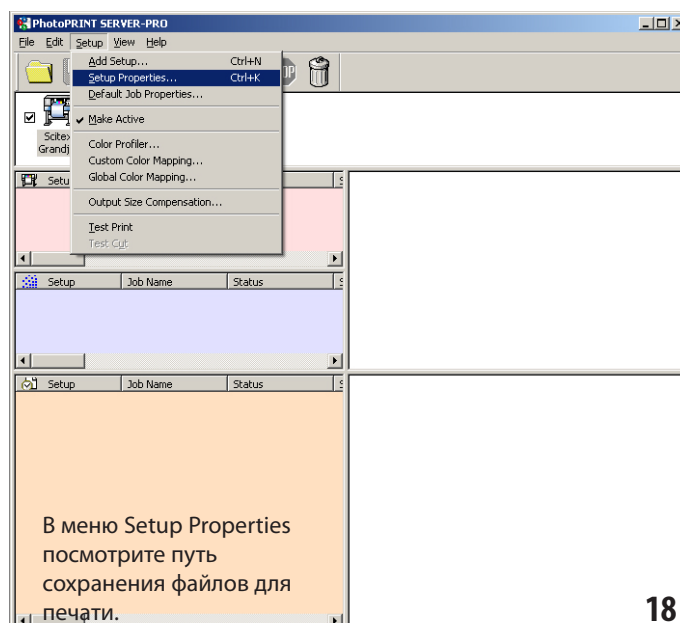 PhotoPRINT SERVER-PRO
File Edit Setup View Help
Add Setup... Ctrl+N
Setup Properties... Ctrl+K
Default Job Properties...
Make Active
Color Profiler...
Custom Color Mapping...
Global Color Mapping...
Output Size Compensation...
Test Print
Test Cut
Setup Job Name Status
Setup Job Name Status
В меню Setup Properties
посмотрите путь
сохранения файлов для
печати.
18